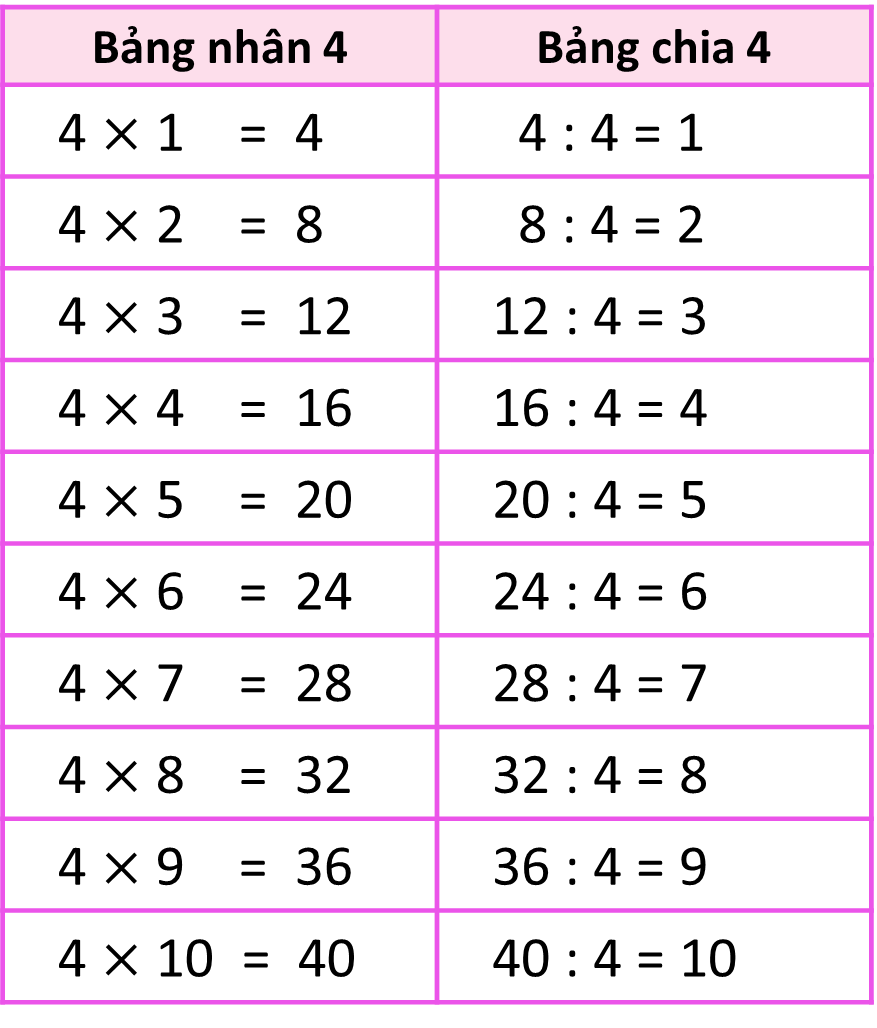 Bảng nhân 4 Bảng chia 4
4 × 1 = 4 4 : 4 = 1
4 × 2 = 8 8 : 4 = 2
4 × 3 = 12 12 : 4 = 3
4 × 4 = 16 16 : 4 = 4
4 × 5 = 20 20 : 4 = 5
4 × 6 = 24 24 : 4 = 6
4 × 7 = 28 28 : 4 = 7
4 × 8 = 32 32 : 4 = 8
4 × 9 = 36 36 : 4 = 9
4 × 10 = 40 40 : 4 = 10